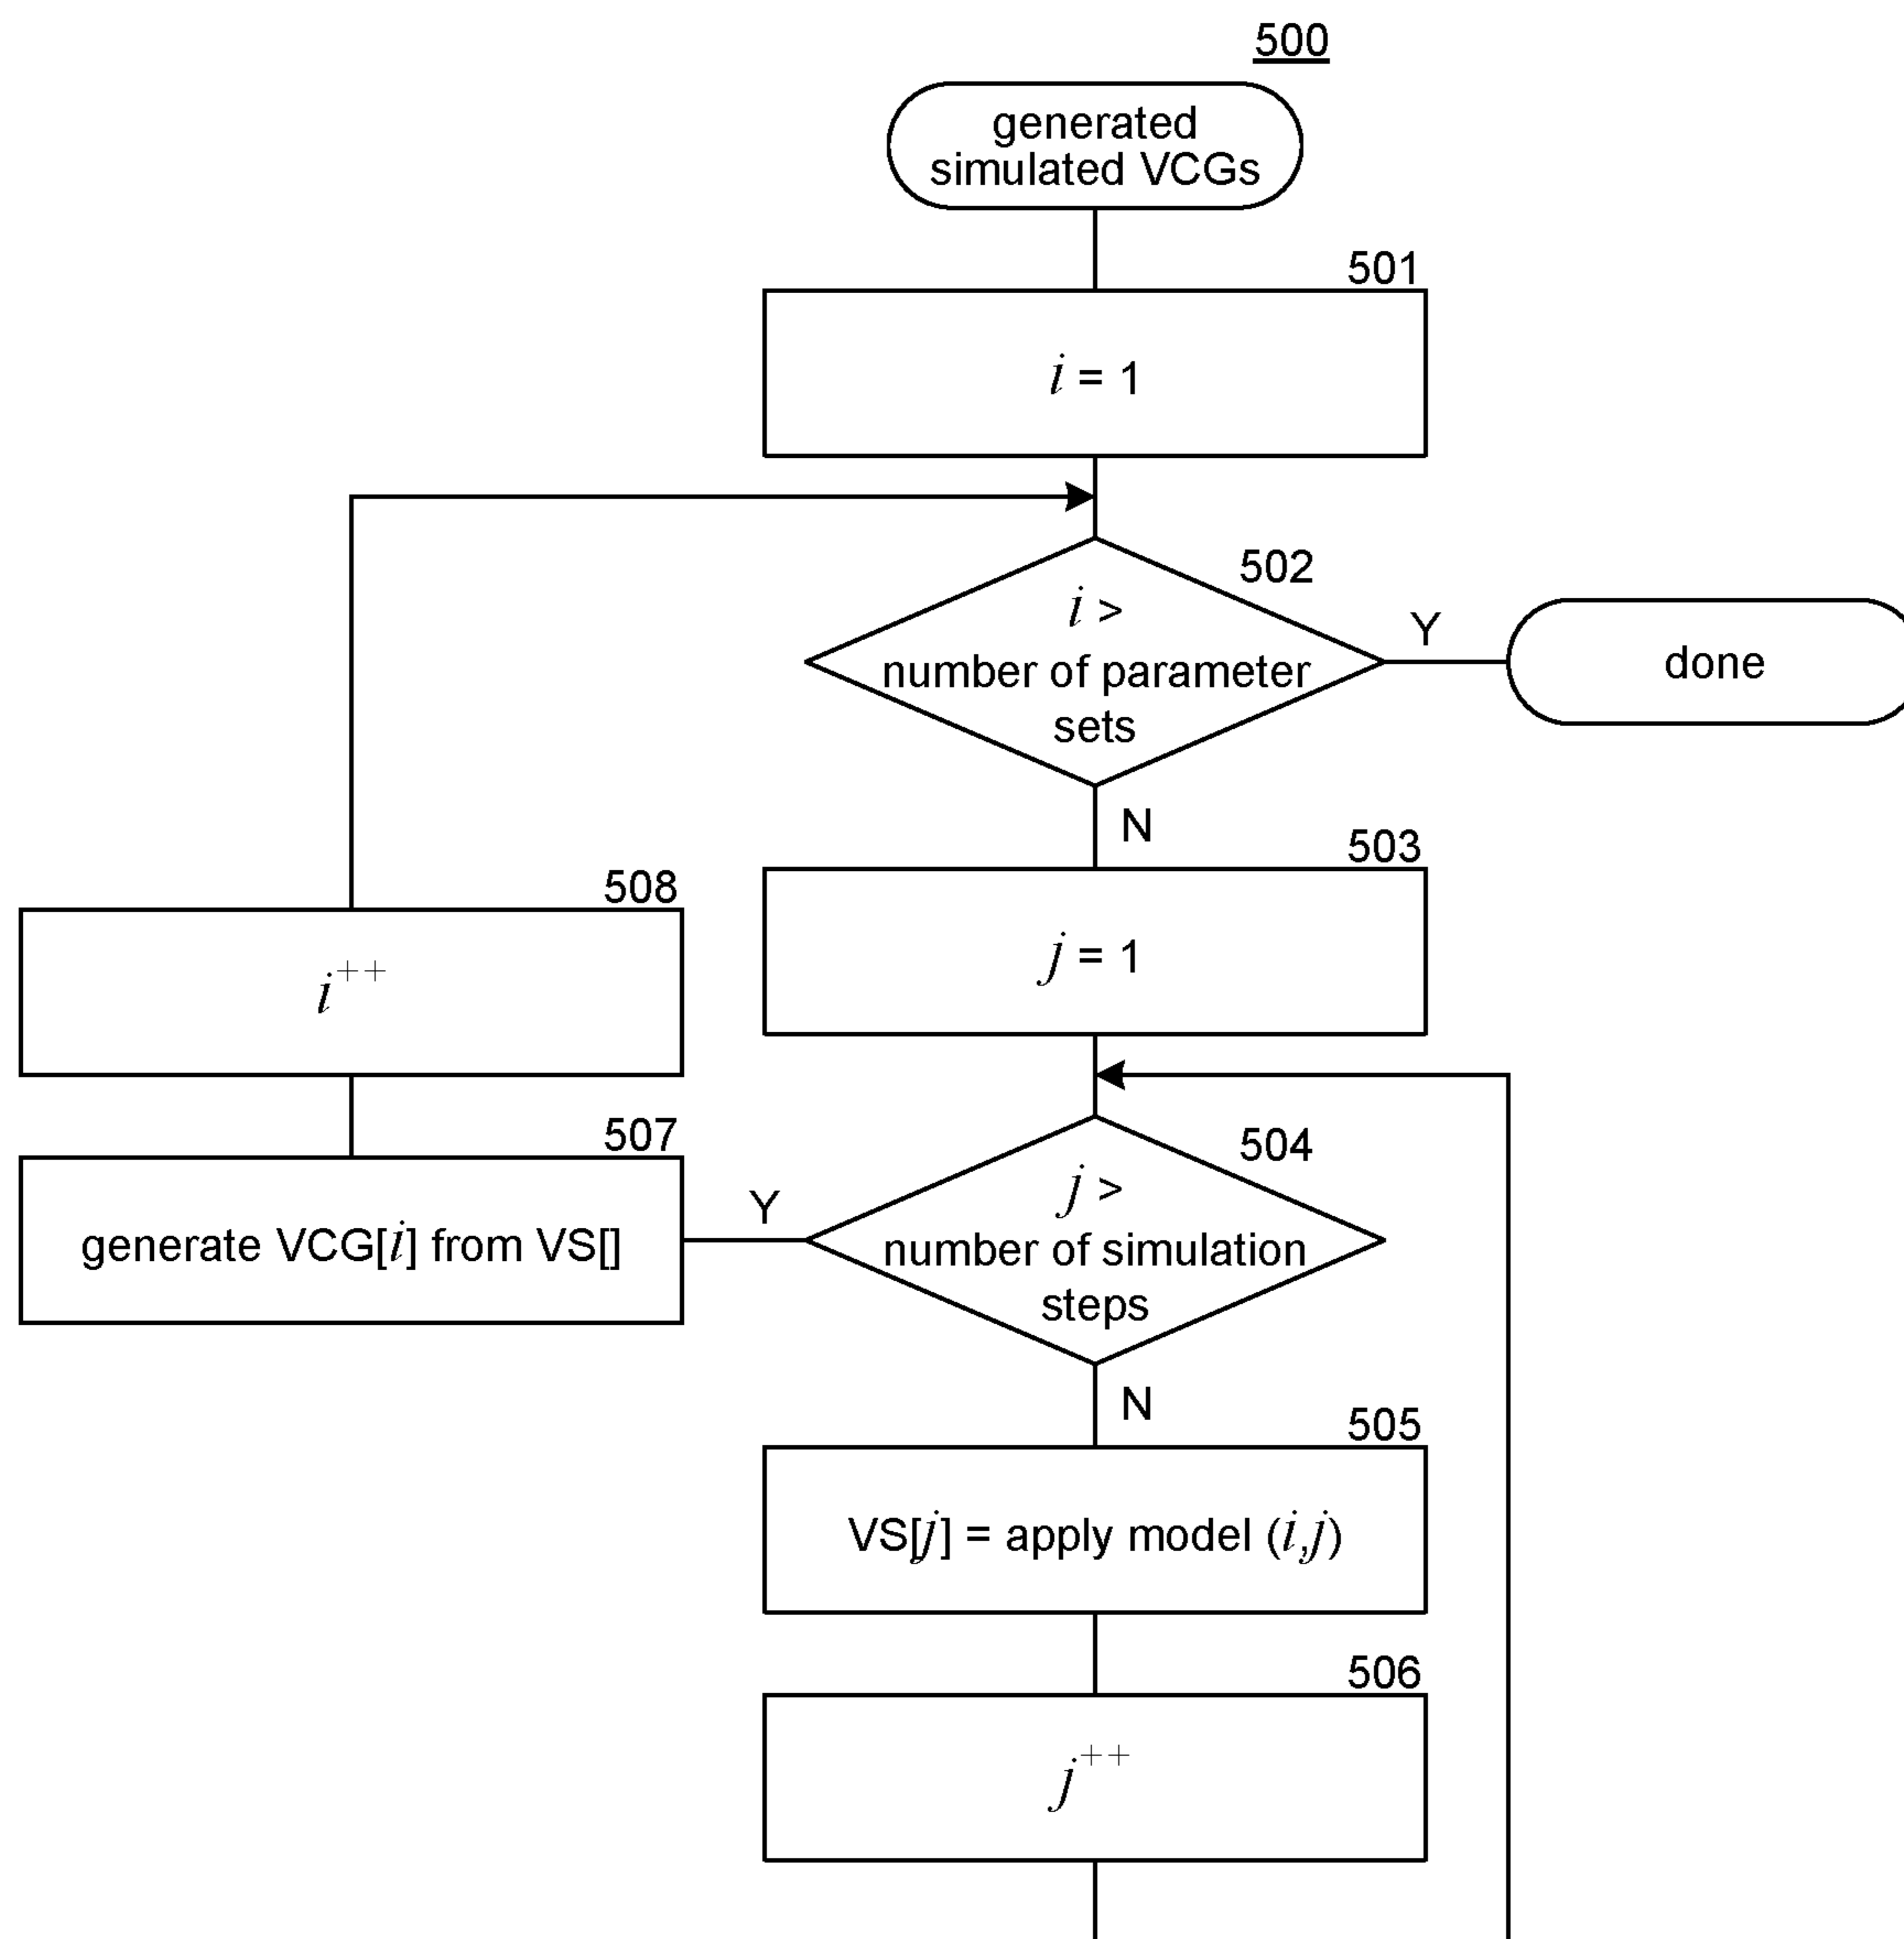 500
generated
simulated VCGs
501
i = 1
502
i >
number of parameter
sets
Y
done
N
503
j = 1
508
i++
504
j >
number of simulation
steps
Y
507
generate VCG[i] from VS[]
N
505
VS[j] = apply model (i,j)
506
j++